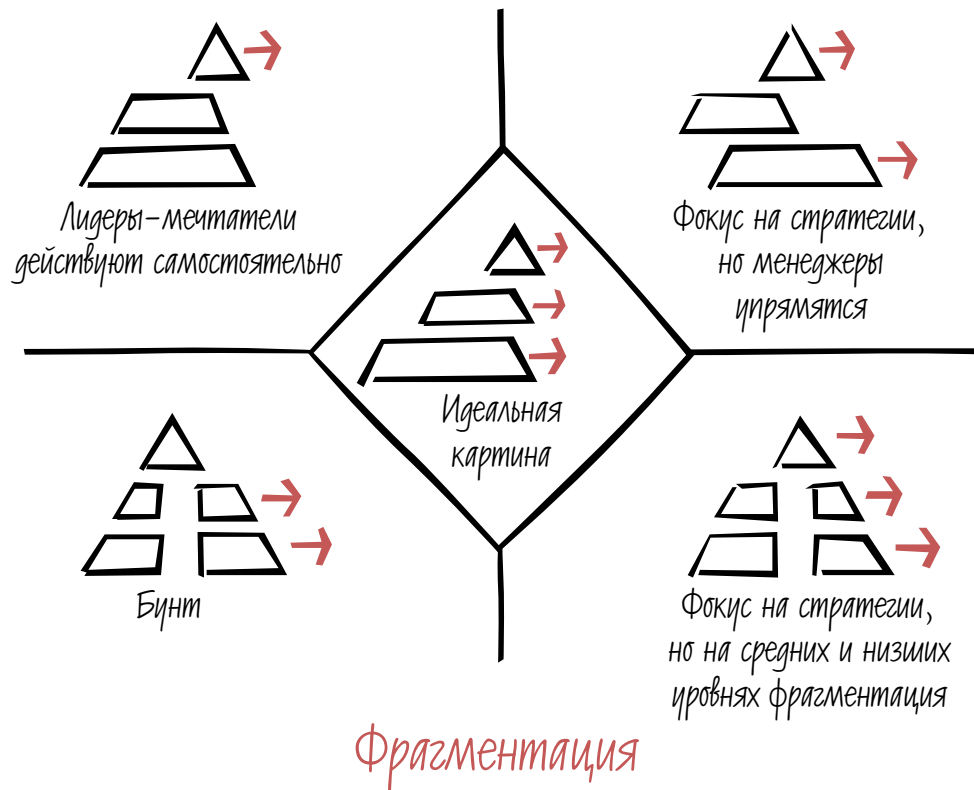 Лидеры-мечтатели
действуют самостоятельно
Фокус на стратегии,
но менеджеры
упрямятся
Идеальная
картина
Бунт
Фокус на стратегии,
но на средних и низших
уровнях фрагментация
Фрагментация